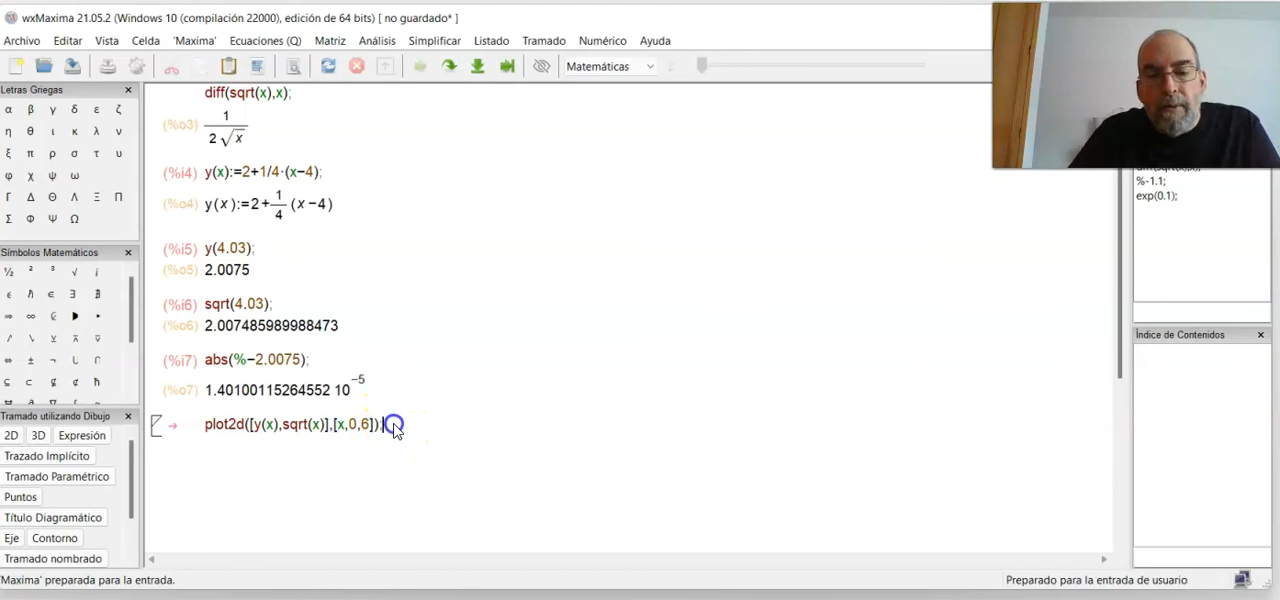 wxMaxima 21.05.2 (Windows 10 (compilación 22000), edición de 64 bits) [ no guardado* ]
Archivo Editar Vista Celda 'Maxima' Ecuaciones (Q) Matriz Análisis Simplificar Listado Tramado Numérico Ayuda
Matemáticas
Letras Griegas
α β γ δ ε ζ
η θ ι κ λ ν
ξ π ρ σ τ υ
φ χ ψ ω
Γ Δ Θ Λ Ξ Π
Σ Φ Ψ Ω
Símbolos Matemáticos
½ ² ³ √ i
ϵ ℏ ∈ ∃ ∄
Tramado utilizando Dibujo
2D 3D Expresión
Trazado Implícito
Tramado Paramétrico
Puntos
Título Diagramático
Eje Contorno
Tramado nombrado
diff(sqrt(x),x);
(%o3) 1
2 √x
(%i4) y(x):=2+1/4·(x−4);
(%o4) y(x):=2+ 1/4 (x−4)
(%i5) y(4.03);
(%o5) 2.0075
(%i6) sqrt(4.03);
(%o6) 2.007485989988473
(%i7) abs(%−2.0075);
(%o7) 1.40100115264552 10⁻⁵
→ plot2d([y(x),sqrt(x)],[x,0,6]);
%-1.1;
exp(0.1);
Índice de Contenidos
'Maxima' preparada para la entrada.
Preparado para la entrada de usuario